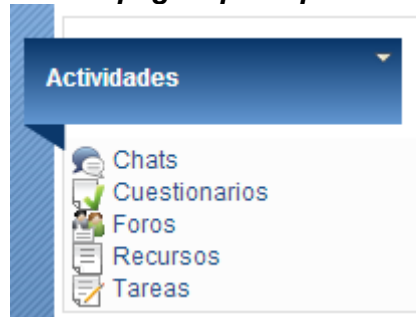 Actividades
Chats
Cuestionarios
Foros
Recursos
Tareas